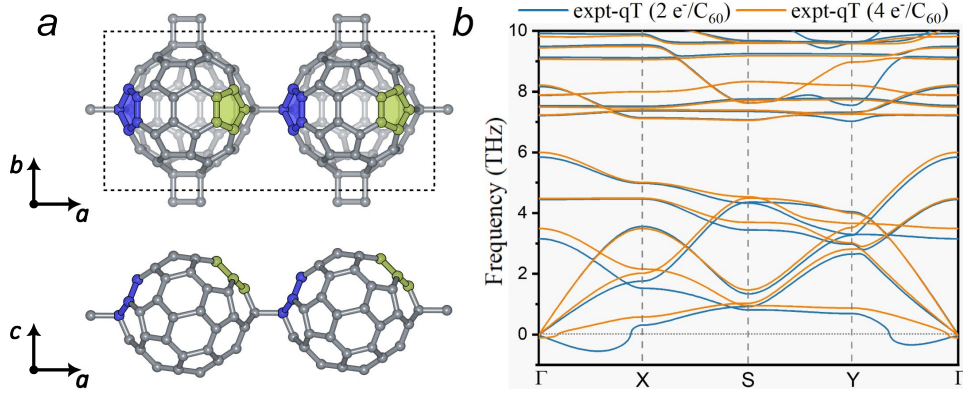 a
b
a
c
a
b
expt-qT (2 e⁻/C₆₀) expt-qT (4 e⁻/C₆₀)
Frequency (THz)
10
8
6
4
2
0
Γ X S Y Γ